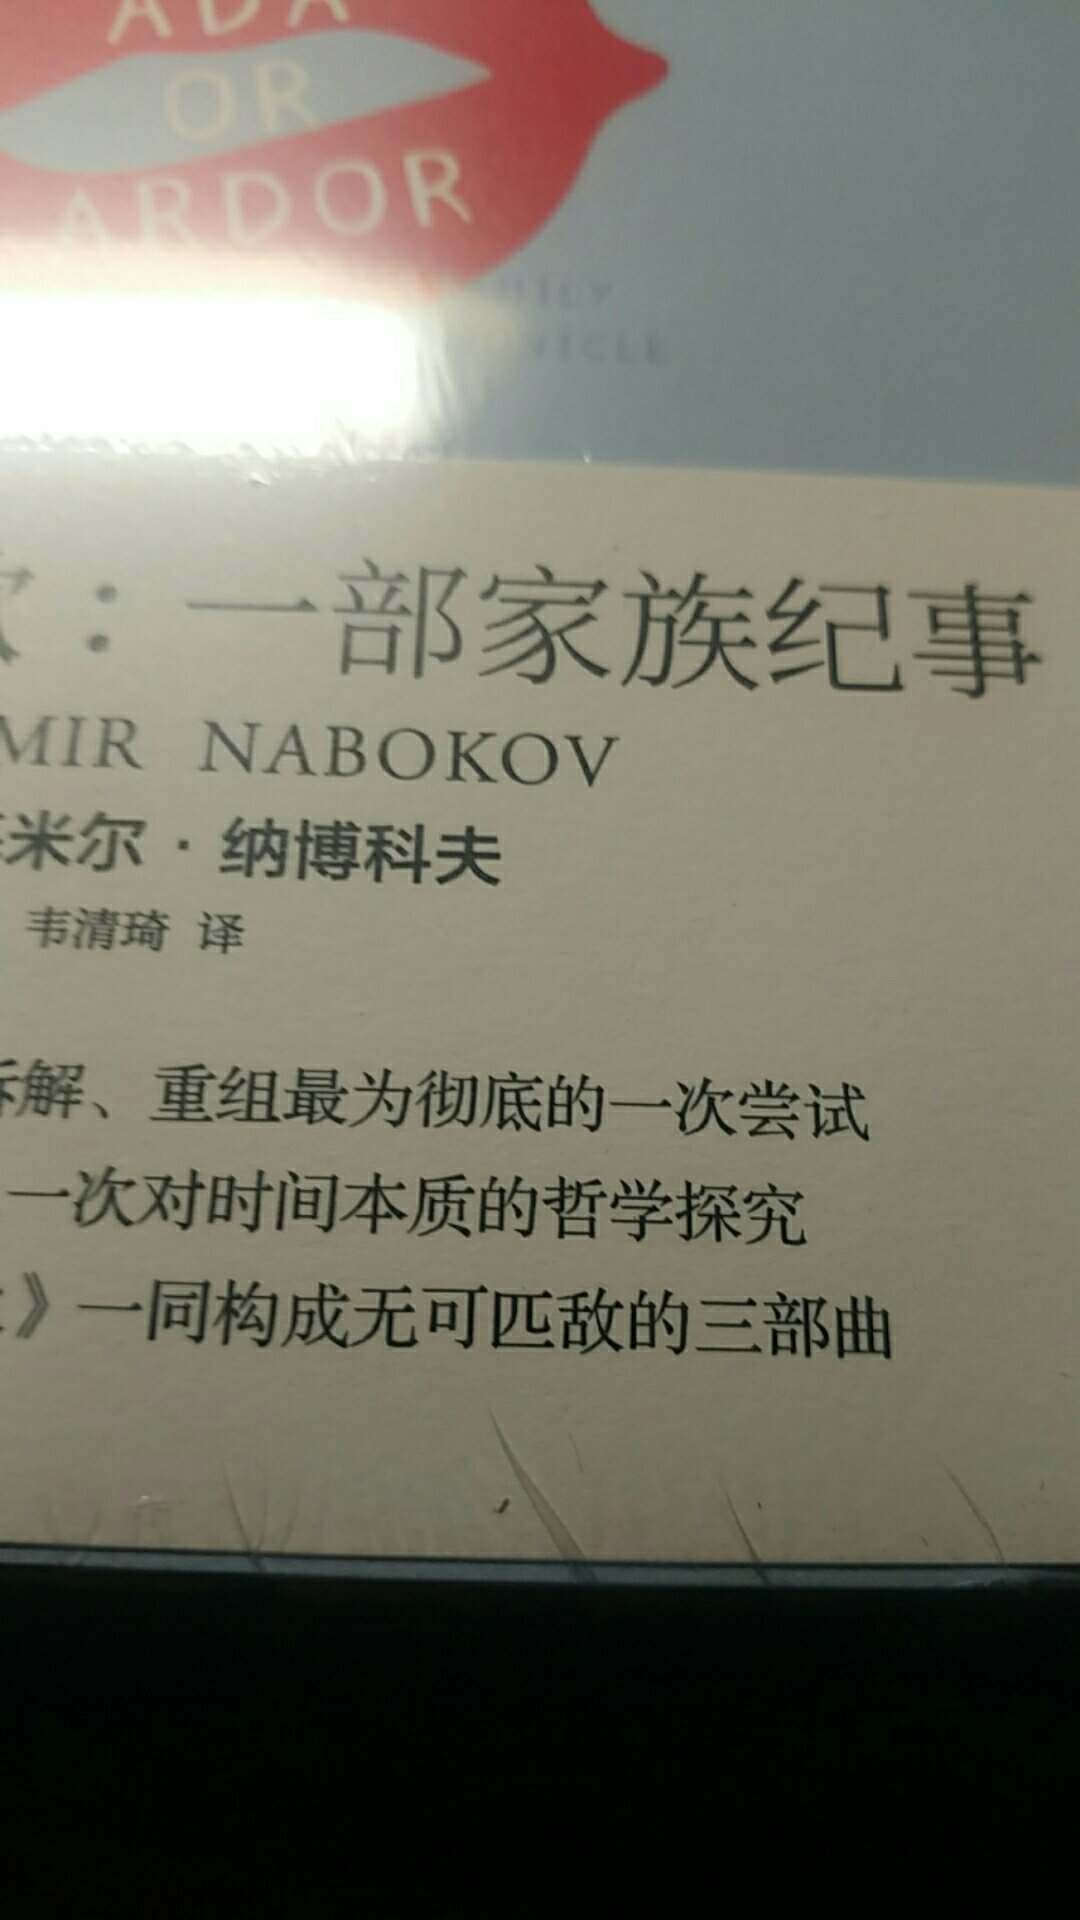 ADA
OR
ARDOR
：一部家族纪事
MIR NABOKOV
米尔·纳博科夫
韦清琦 译
解、重组最为彻底的一次尝试
一次对时间本质的哲学探究
》一同构成无可匹敌的三部曲